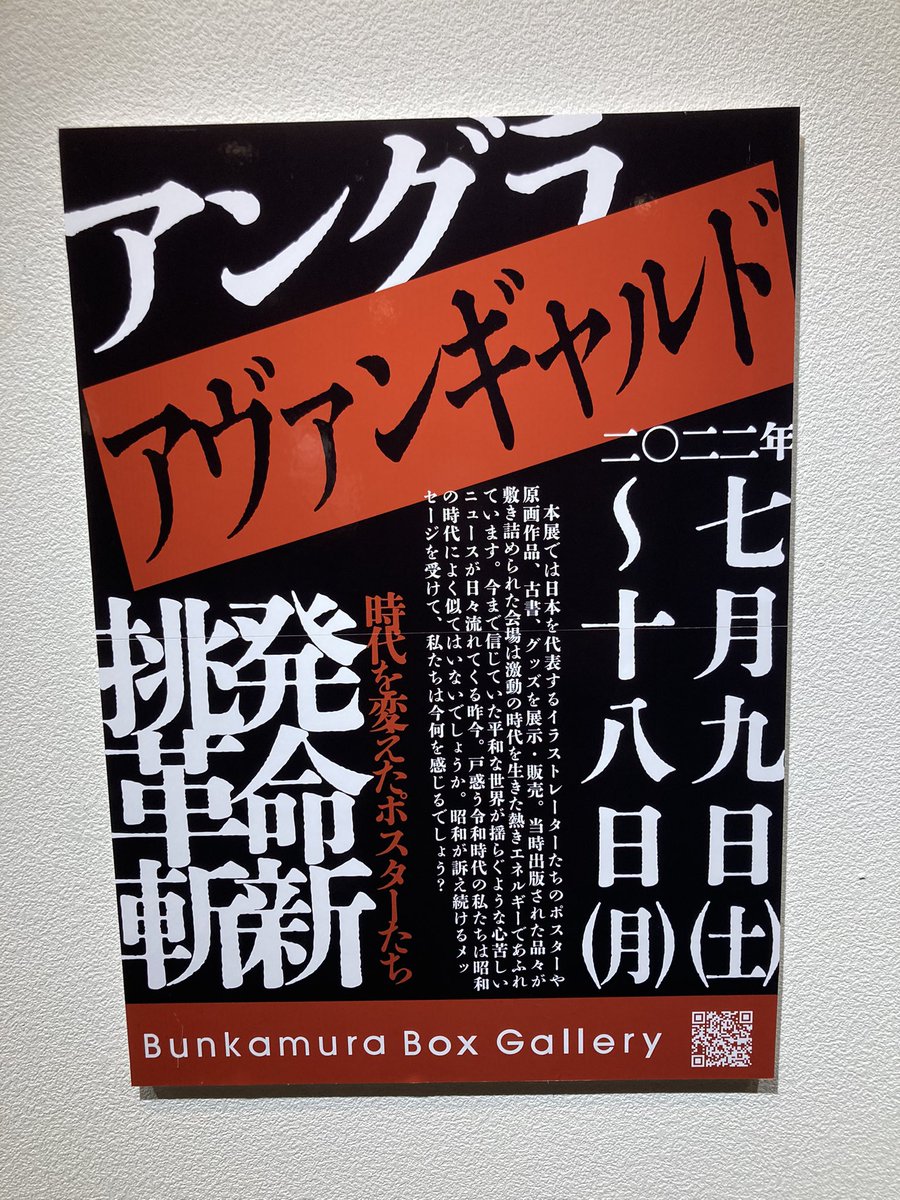 アングラ
アヴァンギャルド
二〇二二年
七月九日(土)
〜十八日(月)
本展では日本を代表するイラストレーターたちのポスターや
原画作品、古書、グッズを展示・販売。当時出版された品々が
敷き詰められた会場は激動の時代を生きた熱きエネルギーであふれ
ています。今まで信じていた平和な世界が揺らぐような心苦しい
ニュースが日々流れてくる昨今。戸惑う令和時代の私たちは昭和
の時代によく似てはいないでしょうか。昭和が訴え続けるメッ
セージを受けて、私たちは今何を感じるでしょう？
時代を変えたポスターたち
発命新
挑革斬
Bunkamura Box Gallery